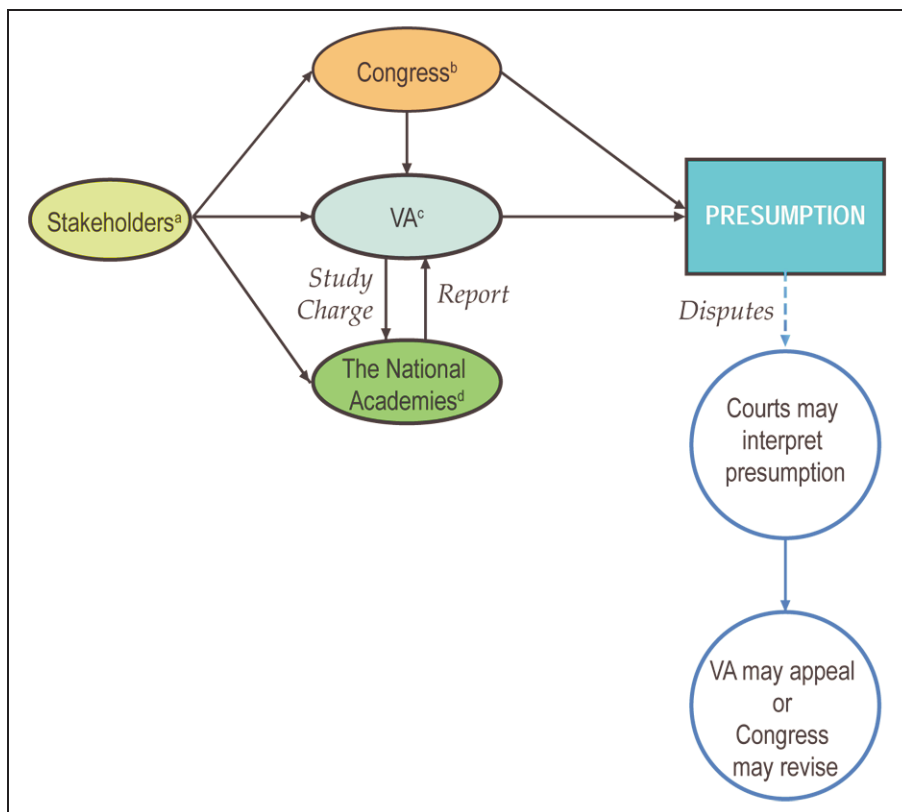 Congressᵇ
Stakeholdersᵃ
VAᶜ
PRESUMPTION
Study
Charge
Report
Disputes
The National
Academiesᵈ
Courts may
interpret
presumption
VA may appeal
or
Congress
may revise